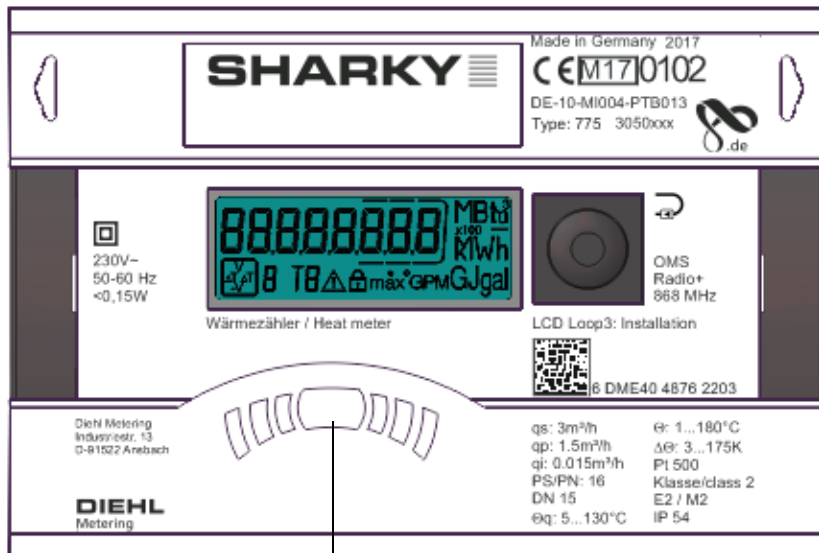 SHARKY
Made in Germany 2017
CE M17 0102
DE-10-MI004-PTB013
Type: 775 3050xxx
.de
230V~
50-60 Hz
<0,15W
88.888888
MBtu
x100
MWh
8 T8 max °GPM GJgal
OMS
Radio+
868 MHz
Wärmezähler / Heat meter
LCD Loop3: Installation
6 DME40 4876 2203
Diehl Metering
Industriestr. 13
D-91522 Ansbach
DIEHL
Metering
qs: 3m³/h
qp: 1.5m³/h
qi: 0.015m³/h
PS/PN: 16
DN 15
Θq: 5...130°C
Θ: 1...180°C
ΔΘ: 3...175K
Pt 500
Klasse/class 2
E2 / M2
IP 54